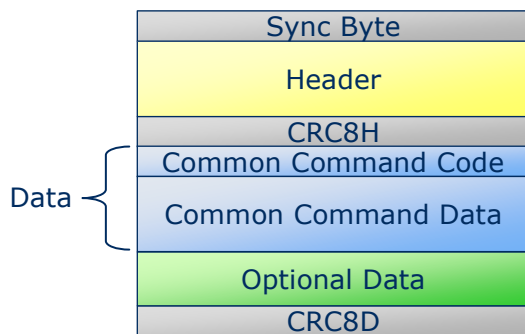 Sync Byte
Header
CRC8H
Common Command Code
Data
Common Command Data
Optional Data
CRC8D